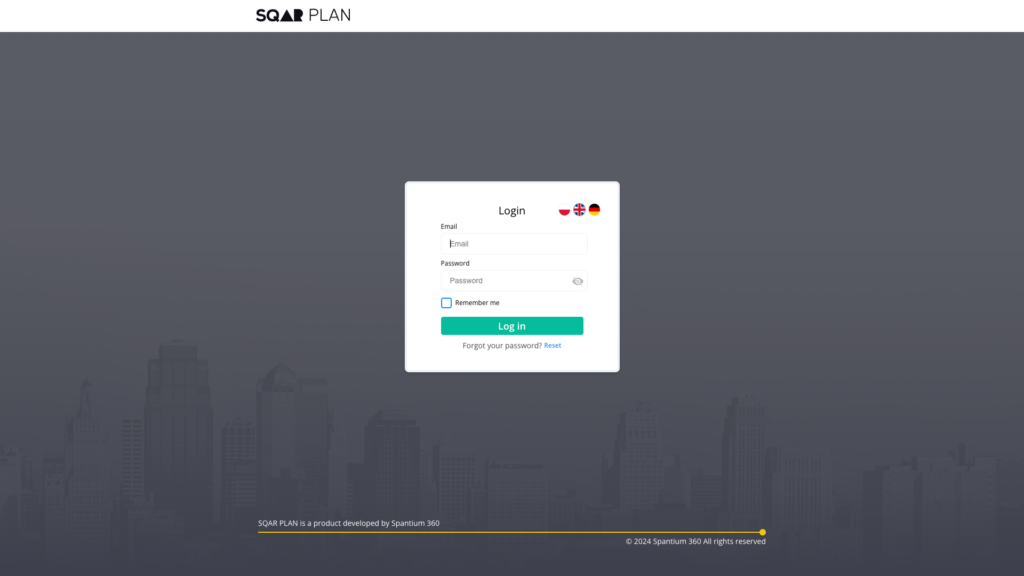 SQAR PLAN
Login
Email
Email
Password
Password
Remember me
Log in
Forgot your password? Reset
SQAR PLAN is a product developed by Spantium 360
© 2024 Spantium 360 All rights reserved